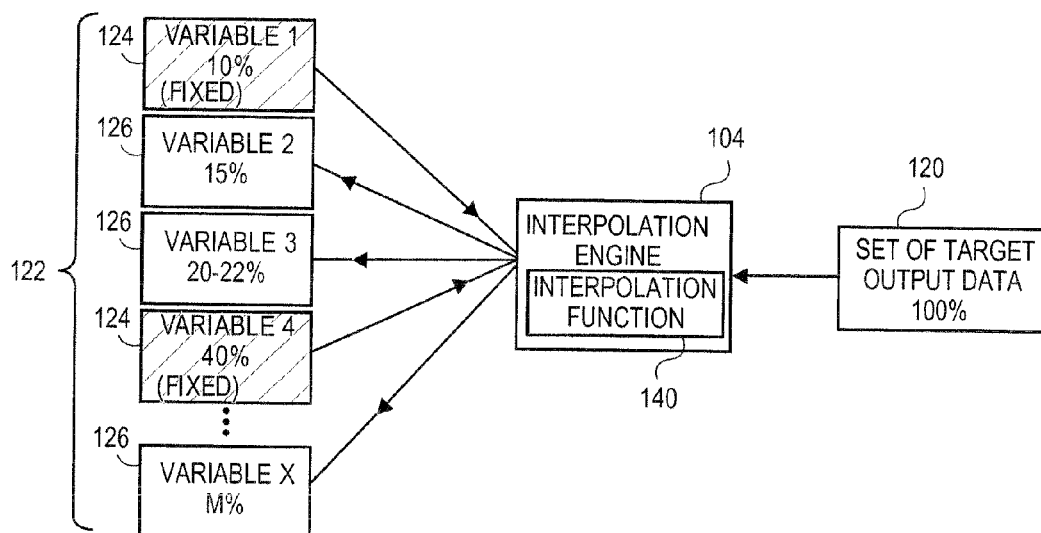 124
VARIABLE 1
10%
(FIXED)
126
VARIABLE 2
15%
126
VARIABLE 3
20-22%
122
124
VARIABLE 4
40%
(FIXED)
126
VARIABLE X
M%
104
INTERPOLATION
ENGINE
INTERPOLATION
FUNCTION
140
120
SET OF TARGET
OUTPUT DATA
100%